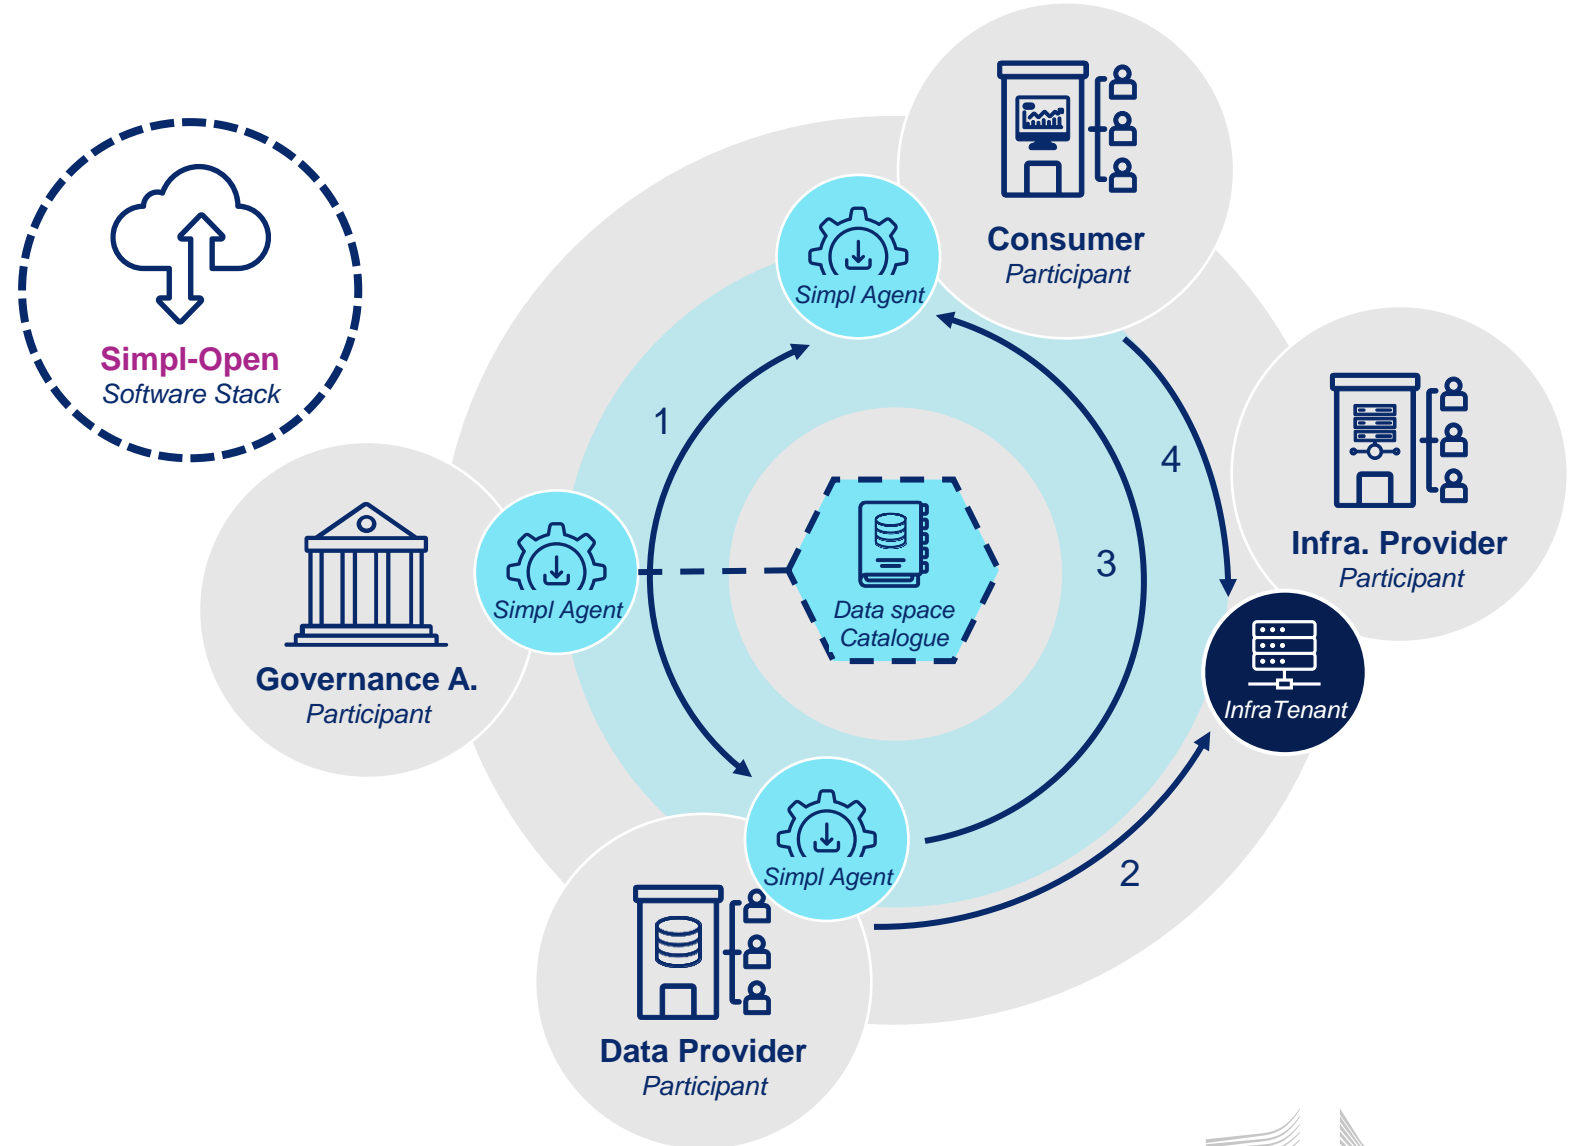 Consumer
Participant
Simpl Agent
Simpl-Open
Software Stack
1
4
3
2
Infra. Provider
Participant
Simpl Agent
Data space
Catalogue
Governance A.
Participant
InfraTenant
Simpl Agent
Data Provider
Participant